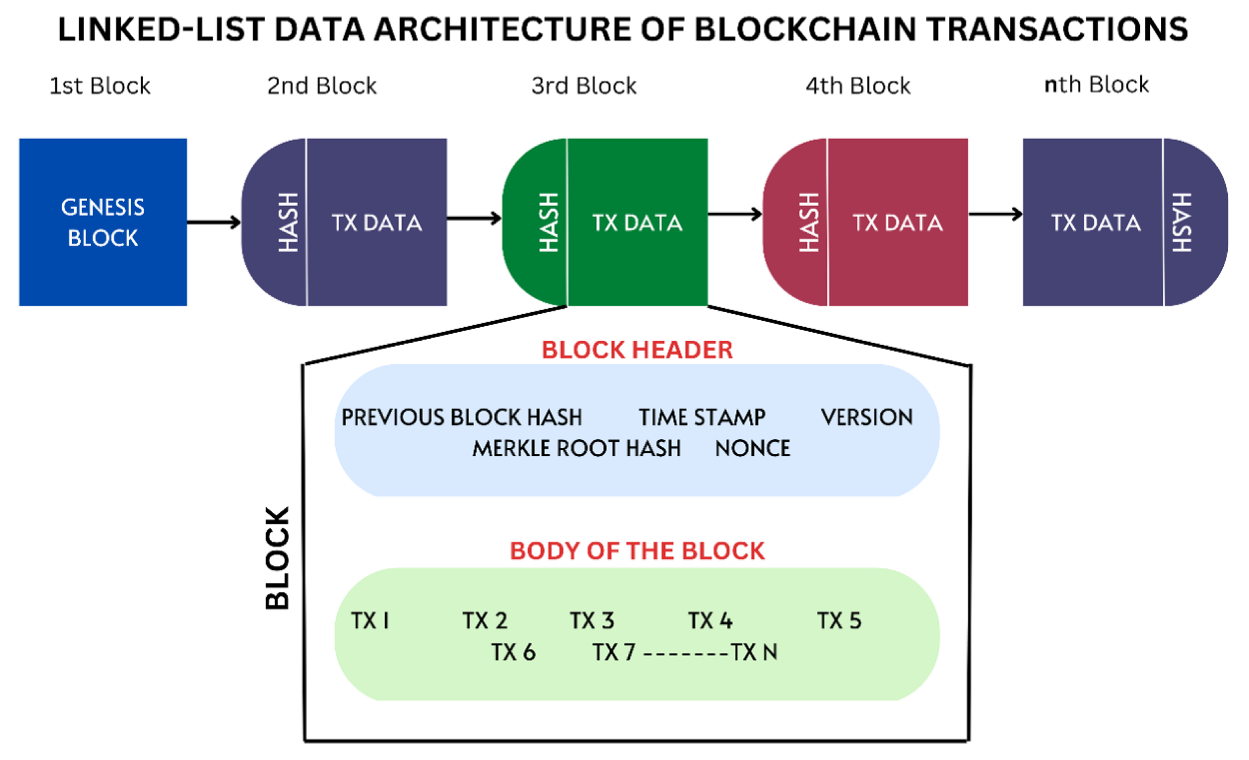 LINKED-LIST DATA ARCHITECTURE OF BLOCKCHAIN TRANSACTIONS
1st Block 2nd Block 3rd Block 4th Block nth Block
GENESIS
BLOCK
HASH
TX DATA
HASH
TX DATA
HASH
TX DATA
TX DATA
HASH
BLOCK HEADER
PREVIOUS BLOCK HASH TIME STAMP VERSION
MERKLE ROOT HASH NONCE
BLOCK
BODY OF THE BLOCK
TX 1 TX 2 TX 3 TX 4 TX 5
TX 6 TX 7 -------TX N